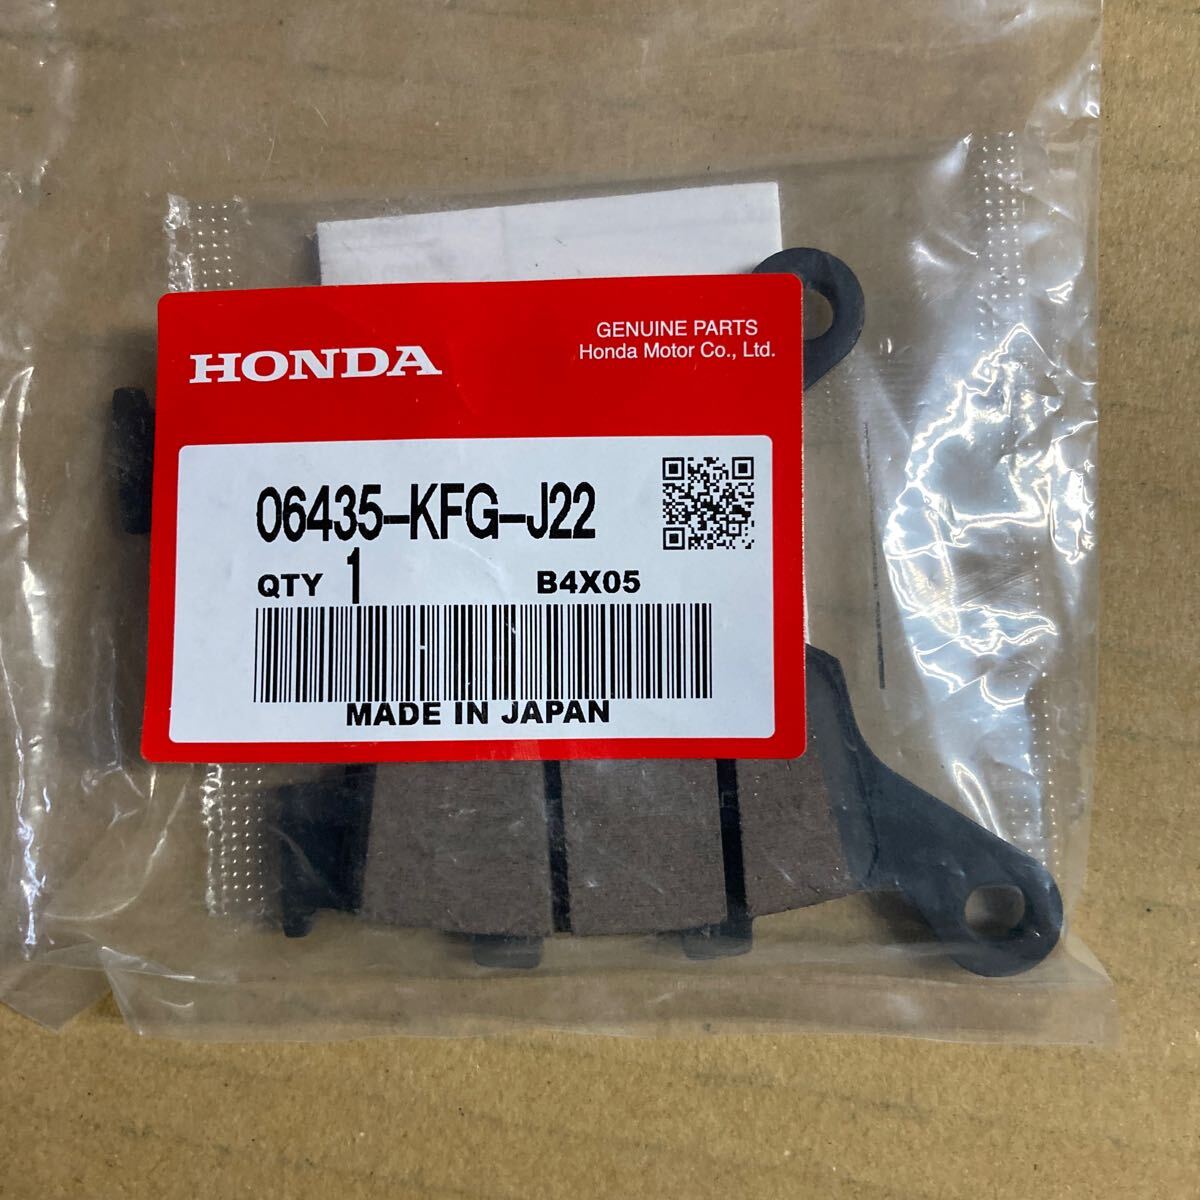 HONDA
GENUINE PARTS
Honda Motor Co., Ltd.
06435-KFG-J22
QTY 1 B4X05
MADE IN JAPAN